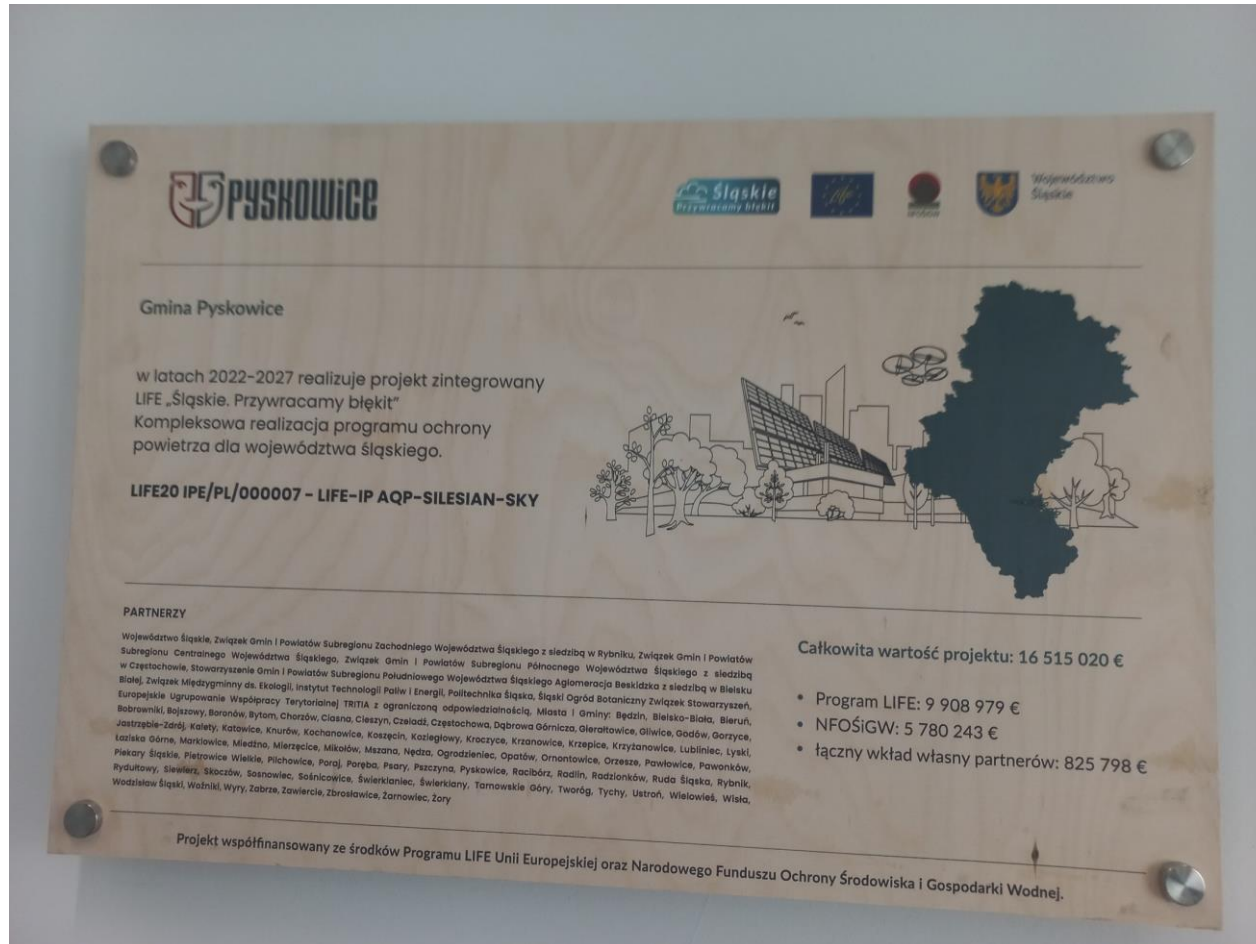 PYSKOWiCE
Śląskie
Przywracamy błękit
life
NFOŚiGW
Województwo
Śląskie
Gmina Pyskowice
w latach 2022-2027 realizuje projekt zintegrowany
LIFE „Śląskie. Przywracamy błękit”
Kompleksowa realizacja programu ochrony
powietrza dla województwa śląskiego.
LIFE20 IPE/PL/000007 - LIFE-IP AQP-SILESIAN-SKY
PARTNERZY
Województwo Śląskie, Związek Gmin i Powiatów Subregionu Zachodniego Województwa Śląskiego z siedzibą w Rybniku, Związek Gmin i Powiatów
Subregionu Centralnego Województwa Śląskiego, Związek Gmin i Powiatów Subregionu Północnego Województwa Śląskiego z siedzibą
w Częstochowie, Stowarzyszenie Gmin i Powiatów Subregionu Południowego Województwa Śląskiego Aglomeracja Beskidzka z siedzibą w Bielsku
Białej, Związek Międzygminny ds. Ekologii, Instytut Technologii Paliw i Energii, Politechnika Śląska, Śląski Ogród Botaniczny Związek Stowarzyszeń,
Europejskie Ugrupowanie Współpracy Terytorialnej TRITIA z ograniczoną odpowiedzialnością, Miasta i Gminy: Będzin, Bielsko-Biała, Bieruń,
Bobrowniki, Bojszowy, Boronów, Bytom, Chorzów, Ciasna, Cieszyn, Czeladź, Częstochowa, Dąbrowa Górnicza, Gierałtowice, Gliwice, Godów, Gorzyce,
Jastrzębie-Zdrój, Kalety, Katowice, Knurów, Kochanowice, Koszęcin, Koziegłowy, Kroczyce, Krzanowice, Krzepice, Krzyżanowice, Lubliniec, Lyski,
Łaziska Górne, Marklowice, Miedźno, Mierzęcice, Mikołów, Mszana, Nędza, Ogrodzieniec, Opatów, Ornontowice, Orzesze, Pawłowice, Pawonków,
Piekary Śląskie, Pietrowice Wielkie, Pilchowice, Poraj, Poręba, Psary, Pszczyna, Pyskowice, Racibórz, Radlin, Radzionków, Ruda Śląska, Rybnik,
Rydułtowy, Siewierz, Skoczów, Sosnowiec, Sośnicowice, Świerklaniec, Świerklany, Tarnowskie Góry, Tworóg, Tychy, Ustroń, Wielowieś, Wisła,
Wodzisław Śląski, Woźniki, Wyry, Zabrze, Zawiercie, Zbrosławice, Żarnowiec, Żory
Całkowita wartość projektu: 16 515 020 €
• Program LIFE: 9 908 979 €
• NFOŚiGW: 5 780 243 €
• łączny wkład własny partnerów: 825 798 €
Projekt współfinansowany ze środków Programu LIFE Unii Europejskiej oraz Narodowego Funduszu Ochrony Środowiska i Gospodarki Wodnej.